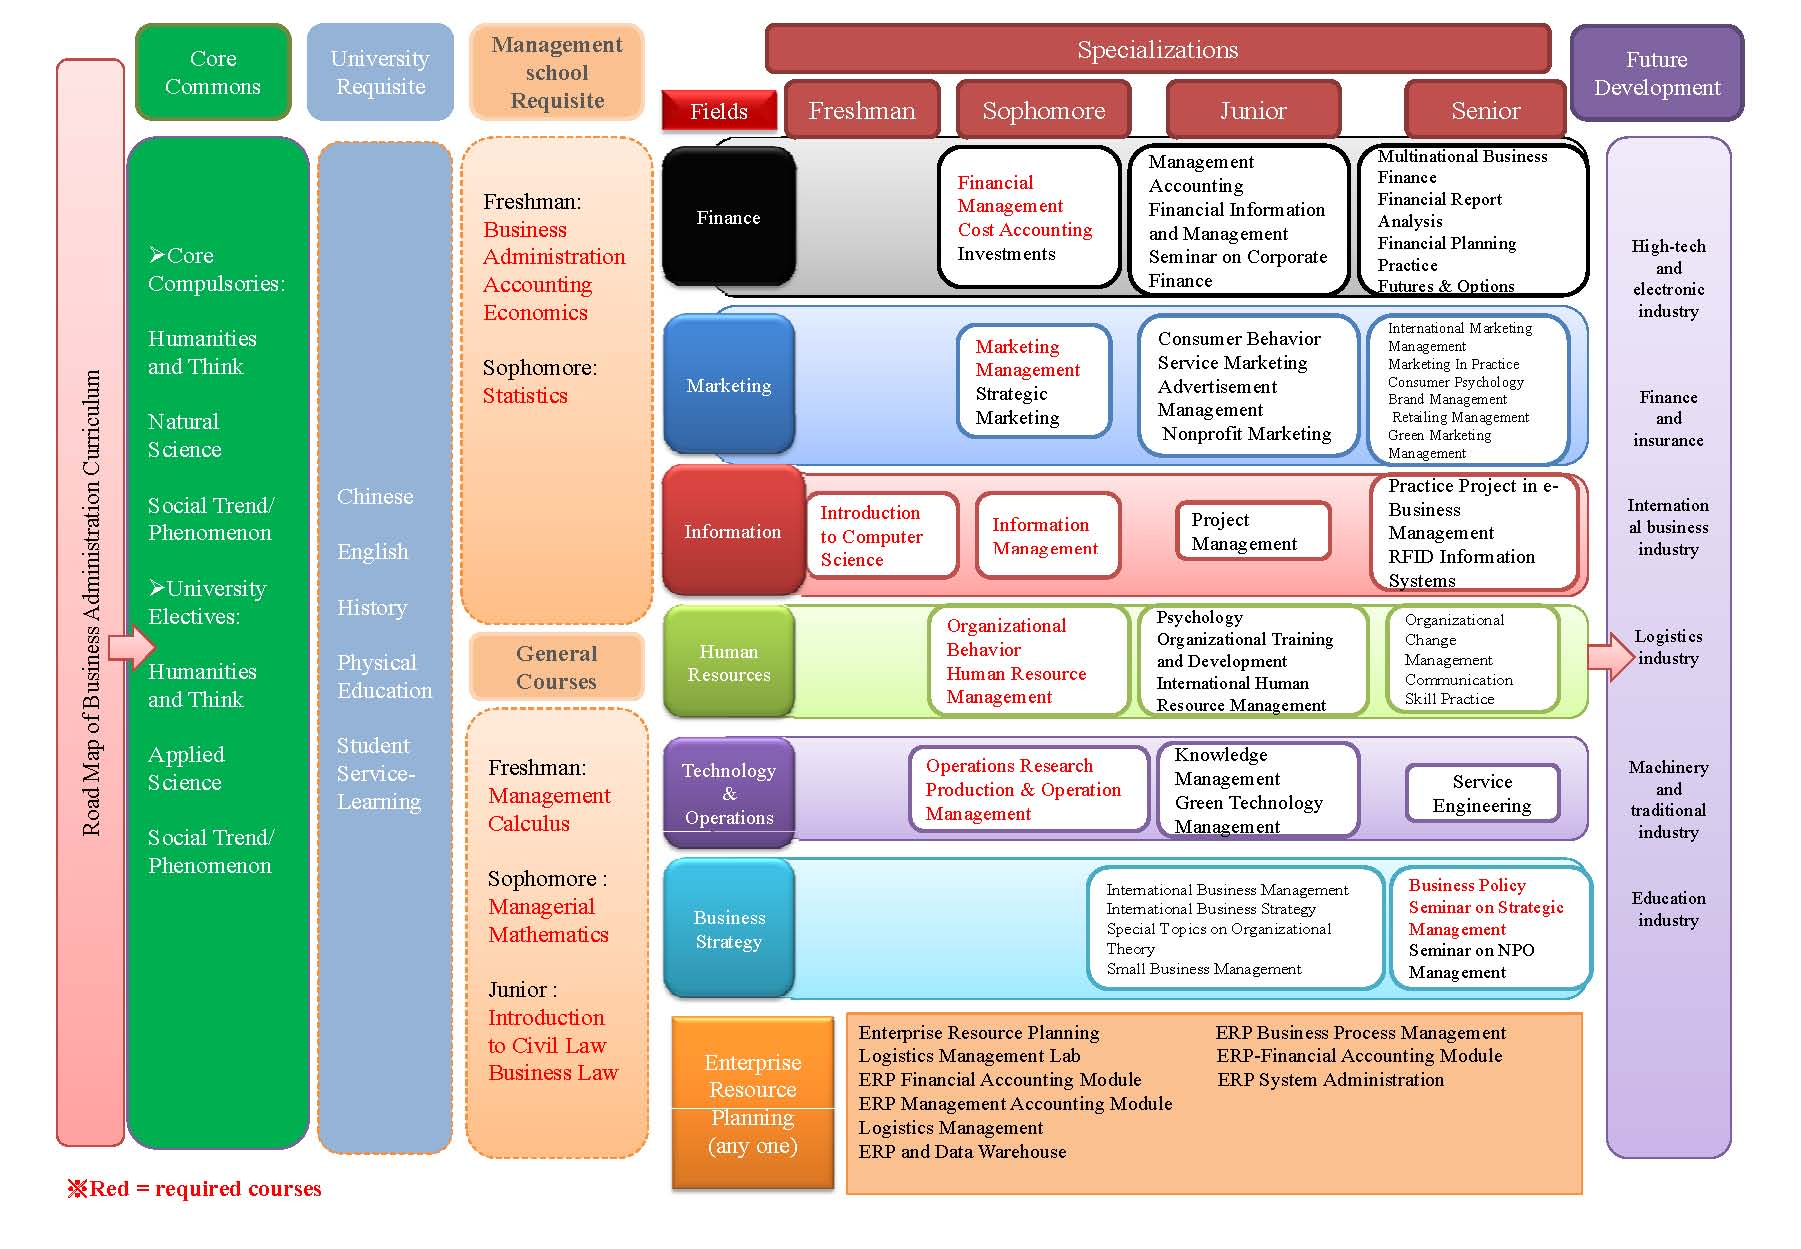 Road Map of Business Administration Curriculum
Core
Commons
➢Core
Compulsories:
Humanities
and Think
Natural
Science
Social Trend/
Phenomenon
➢University
Electives:
Humanities
and Think
Applied
Science
Social Trend/
Phenomenon
University
Requisite
Chinese
English
History
Physical
Education
Student
Service-
Learning
Management
school
Requisite
Freshman:
Business
Administration
Accounting
Economics
Sophomore:
Statistics
General
Courses
Freshman:
Management
Calculus
Sophomore :
Managerial
Mathematics
Junior :
Introduction
to Civil Law
Business Law
Specializations
Fields
Freshman
Sophomore
Junior
Senior
Finance
Financial
Management
Cost Accounting
Investments
Management
Accounting
Financial Information
and Management
Seminar on Corporate
Finance
Multinational Business
Finance
Financial Report
Analysis
Financial Planning
Practice
Futures & Options
Marketing
Marketing
Management
Strategic
Marketing
Consumer Behavior
Service Marketing
Advertisement
Management
Nonprofit Marketing
International Marketing
Management
Marketing In Practice
Consumer Psychology
Brand Management
Retailing Management
Green Marketing
Management
Information
Introduction
to Computer
Science
Information
Management
Project
Management
Practice Project in e-
Business
Management
RFID Information
Systems
Human
Resources
Organizational
Behavior
Human Resource
Management
Psychology
Organizational Training
and Development
International Human
Resource Management
Organizational
Change
Management
Communication
Skill Practice
Technology
&
Operations
Operations Research
Production & Operation
Management
Knowledge
Management
Green Technology
Management
Service
Engineering
Business
Strategy
International Business Management
International Business Strategy
Special Topics on Organizational
Theory
Small Business Management
Business Policy
Seminar on Strategic
Management
Seminar on NPO
Management
Enterprise
Resource
Planning
(any one)
Enterprise Resource Planning
Logistics Management Lab
ERP Financial Accounting Module
ERP Management Accounting Module
Logistics Management
ERP and Data Warehouse
ERP Business Process Management
ERP-Financial Accounting Module
ERP System Administration
Future
Development
High-tech
and
electronic
industry
Finance
and
insurance
Internation
al business
industry
Logistics
industry
Machinery
and
traditional
industry
Education
industry
※Red = required courses